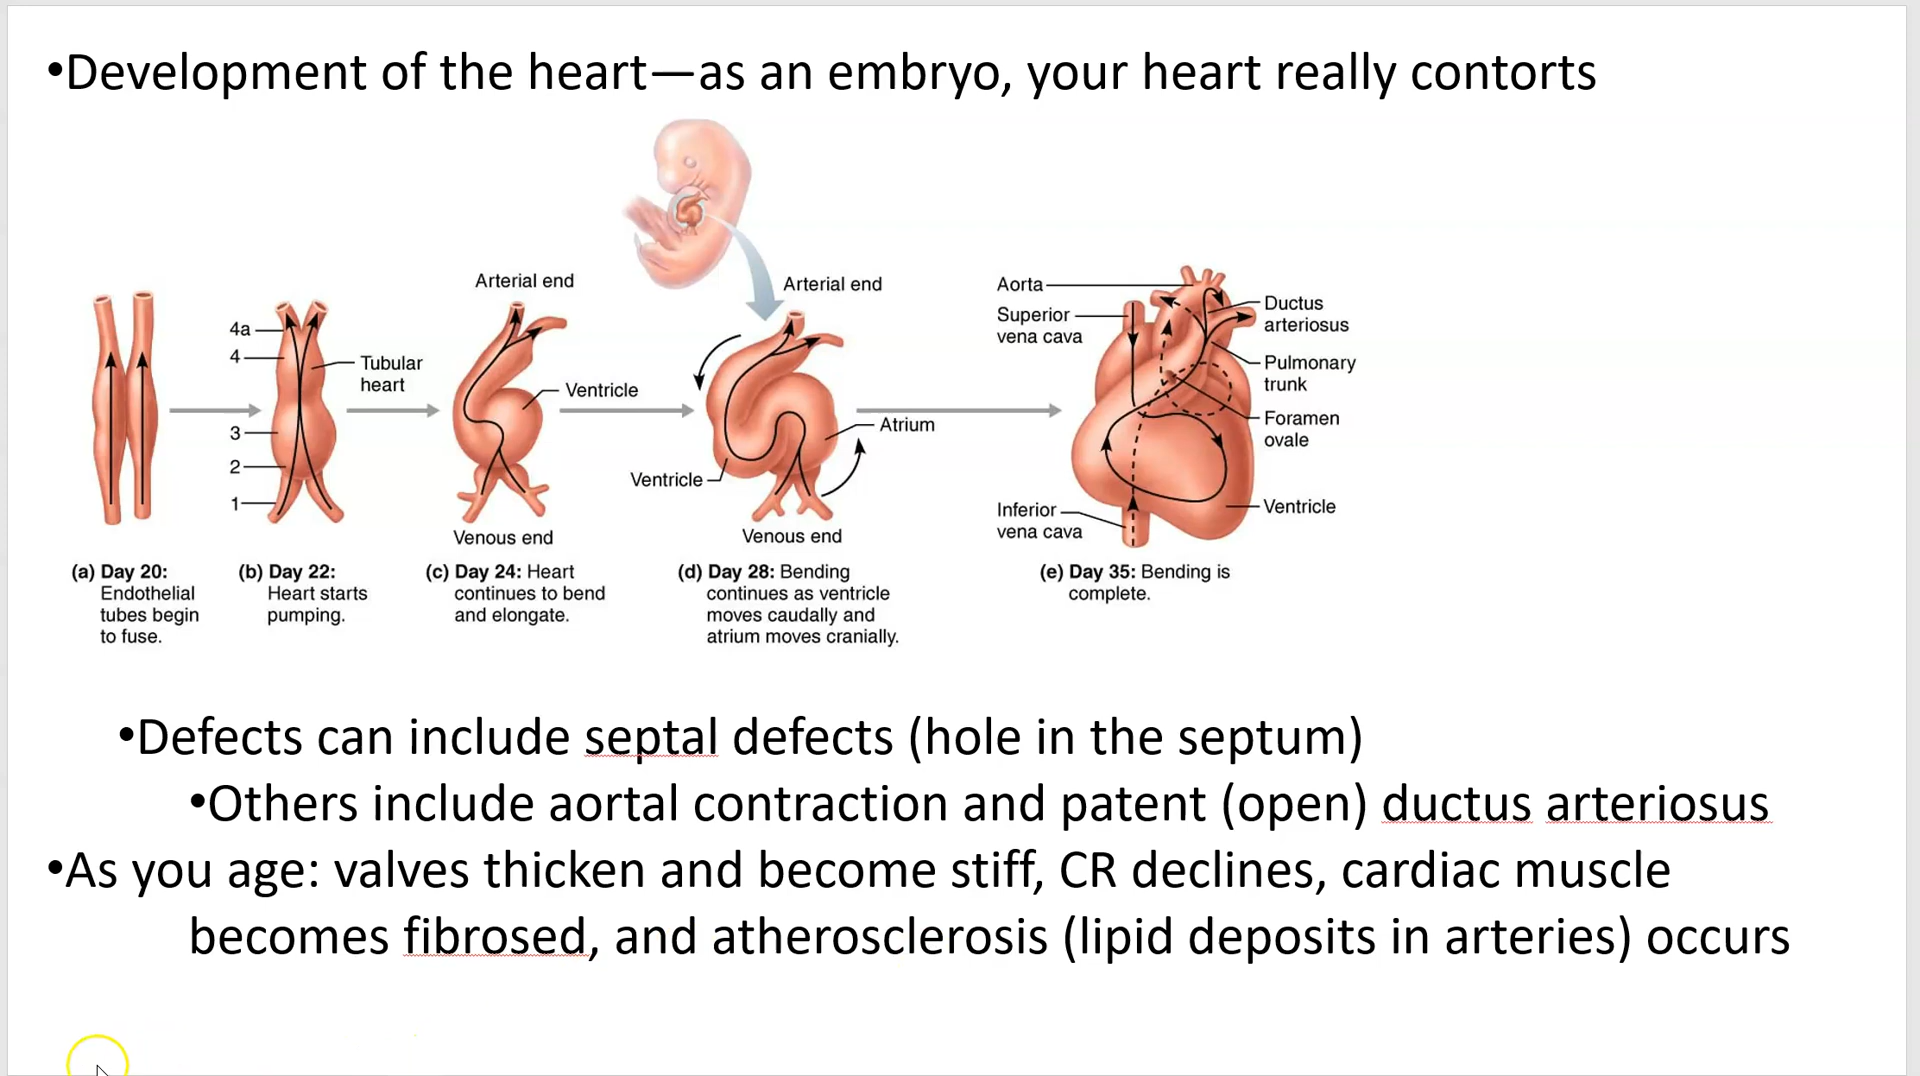 •Development of the heart—as an embryo, your heart really contorts
Arterial end
Arterial end
Aorta
Superior
vena cava
Ductus
arteriosus
4a
4
Tubular
heart
Pulmonary
trunk
Ventricle
Foramen
ovale
Atrium
3
2
Ventricle
1
Inferior
vena cava
Ventricle
Venous end
Venous end
(a) Day 20:
Endothelial
tubes begin
to fuse.
(b) Day 22:
Heart starts
pumping.
(c) Day 24: Heart
continues to bend
and elongate.
(d) Day 28: Bending
continues as ventricle
moves caudally and
atrium moves cranially.
(e) Day 35: Bending is
complete.
•Defects can include septal defects (hole in the septum)
•Others include aortal contraction and patent (open) ductus arteriosus
•As you age: valves thicken and become stiff, CR declines, cardiac muscle
becomes fibrosed, and atherosclerosis (lipid deposits in arteries) occurs